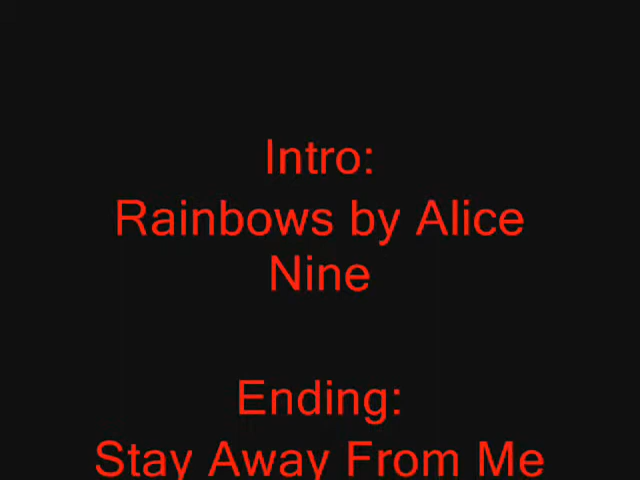 Intro:
Rainbows by Alice
Nine
Ending:
Stay Away From Me